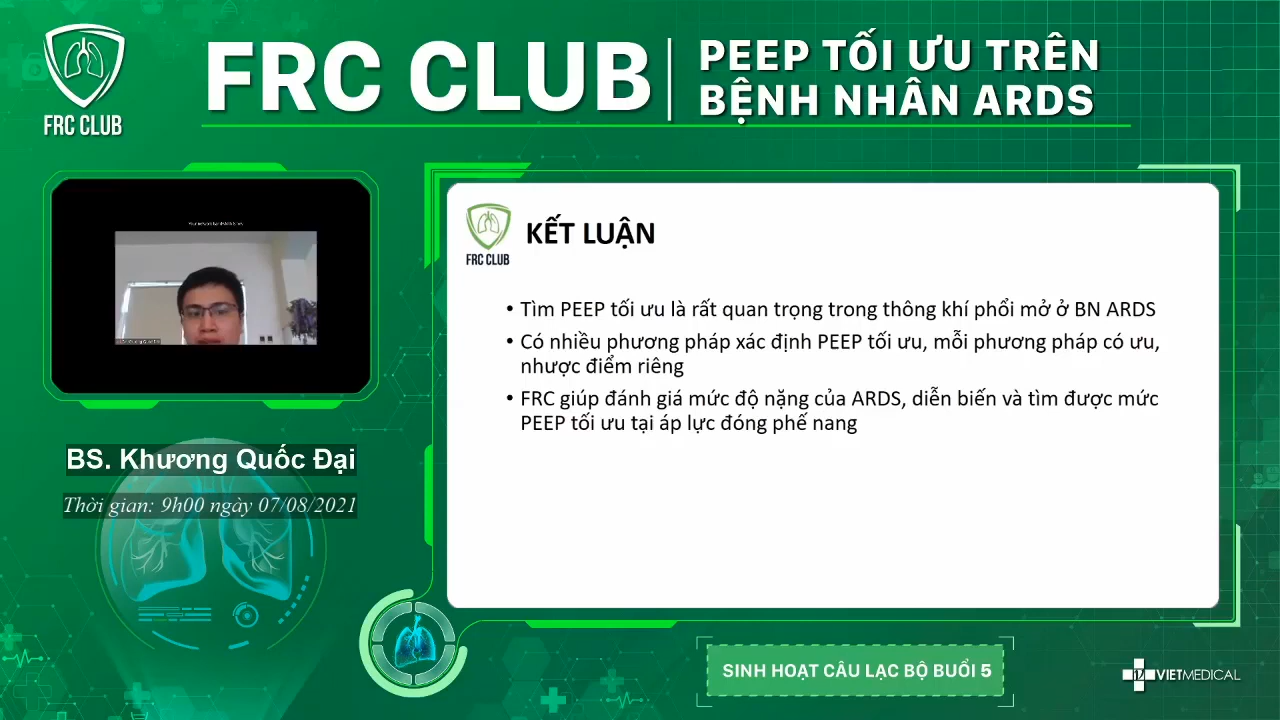 FRC CLUB
PEEP TỐI ƯU TRÊN
BỆNH NHÂN ARDS
FRC CLUB
FRC CLUB
KẾT LUẬN
• Tìm PEEP tối ưu là rất quan trọng trong thông khí phổi mở ở BN ARDS
• Có nhiều phương pháp xác định PEEP tối ưu, mỗi phương pháp có ưu,
nhược điểm riêng
• FRC giúp đánh giá mức độ nặng của ARDS, diễn biến và tìm được mức
PEEP tối ưu tại áp lực đóng phế nang
BS. Khương Quốc Đại
Thời gian: 9h00 ngày 07/08/2021
SINH HOẠT CÂU LẠC BỘ BUỔI 5
VIETMEDICAL